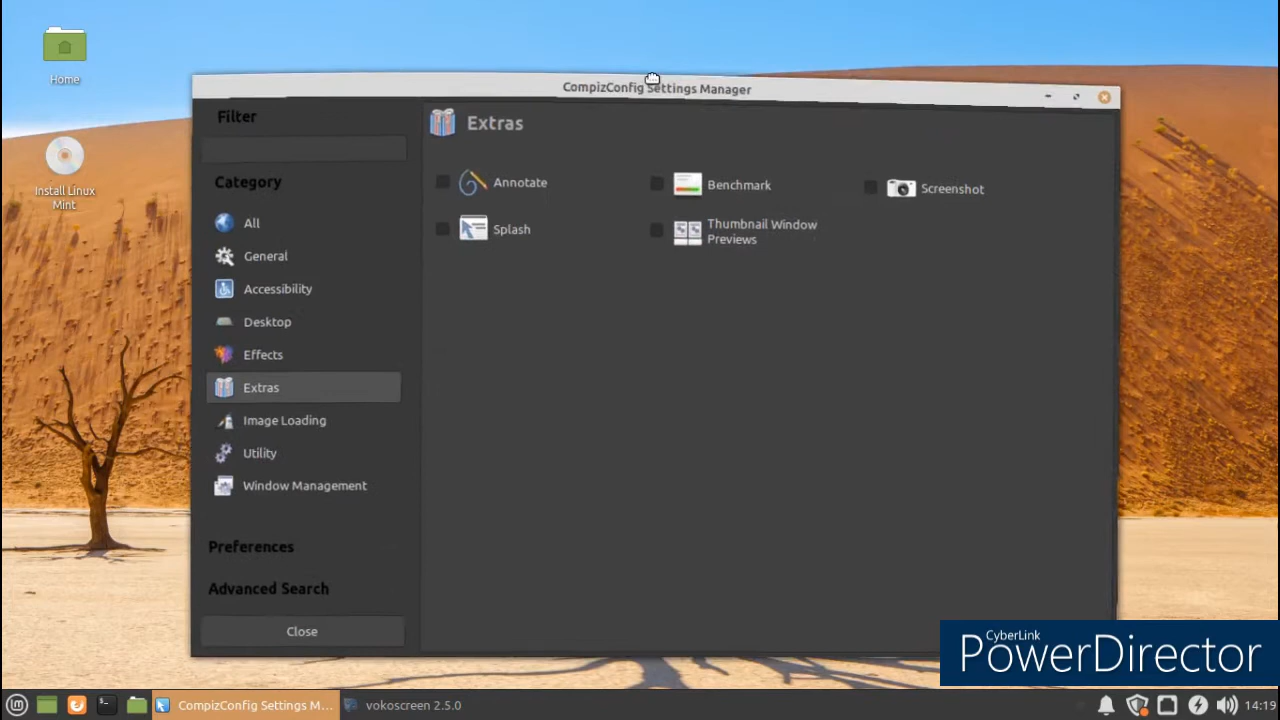 Home
Install Linux
Mint
CompizConfig Settings Manager
Filter
Category
All
General
Accessibility
Desktop
Effects
Extras
Image Loading
Utility
Window Management
Preferences
Advanced Search
Close
Extras
Annotate
Benchmark
Screenshot
Splash
Thumbnail Window
Previews
CyberLink
PowerDirector
CompizConfig Settings M...
vokoscreen 2.5.0
14:19